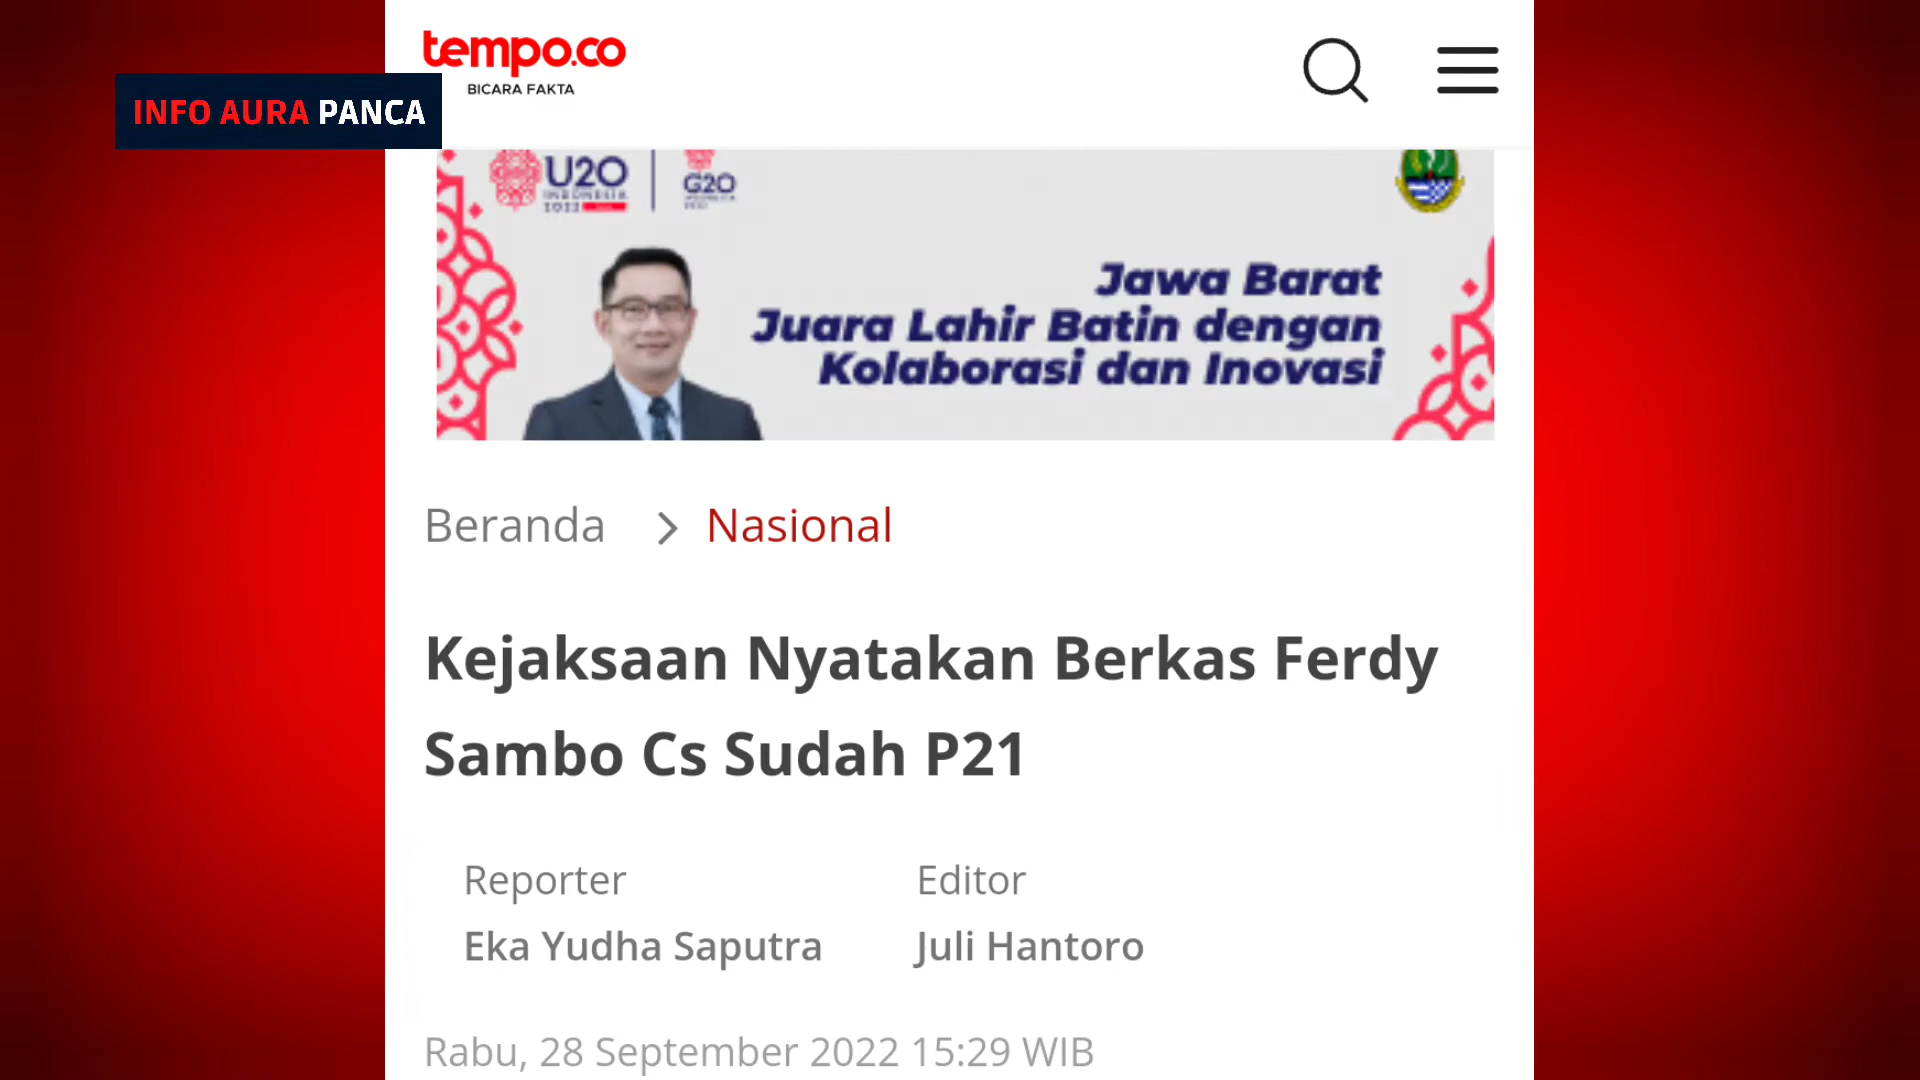 tempo.co
BICARA FAKTA
INFO AURA PANCA
U20
INDONESIA
2022
G20
Jawa Barat
Juara Lahir Batin dengan
Kolaborasi dan Inovasi
Beranda > Nasional
Kejaksaan Nyatakan Berkas Ferdy
Sambo Cs Sudah P21
Reporter
Editor
Eka Yudha Saputra
Juli Hantoro
Rabu, 28 September 2022 15:29 WIB